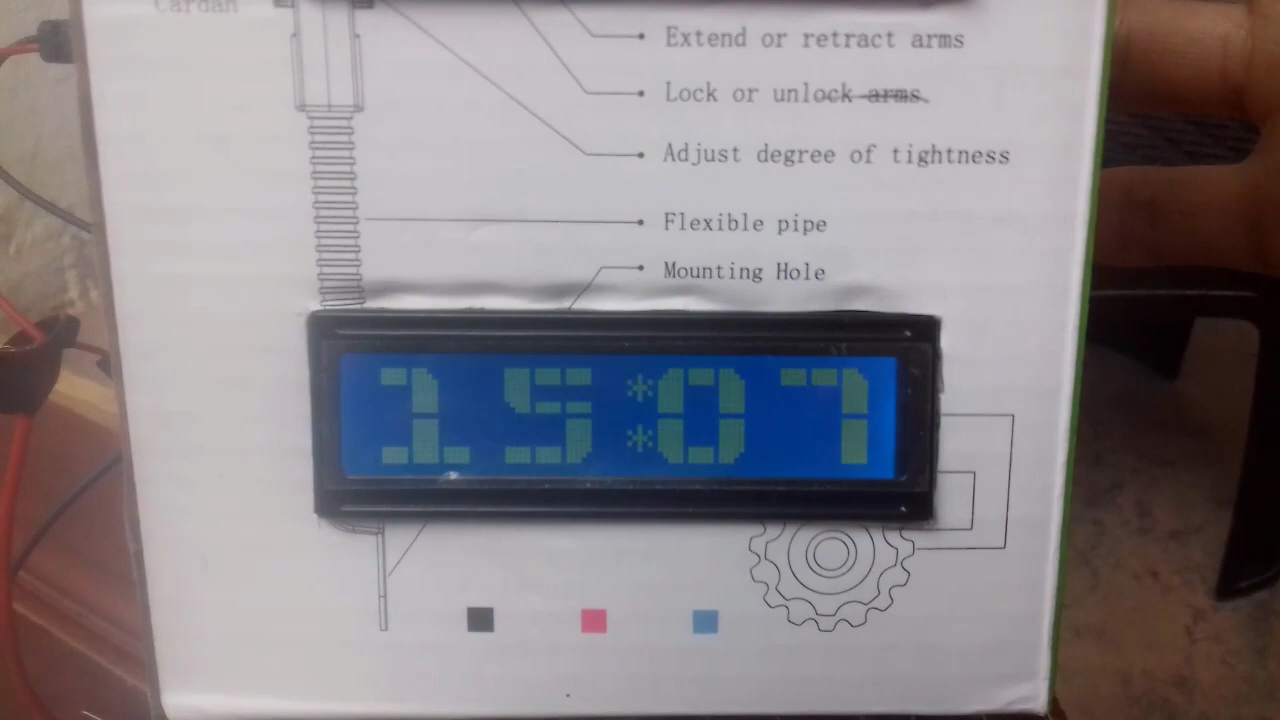 Cardan
Extend or retract arms
Lock or unlock arms
Adjust degree of tightness
Flexible pipe
Mounting Hole
15:07